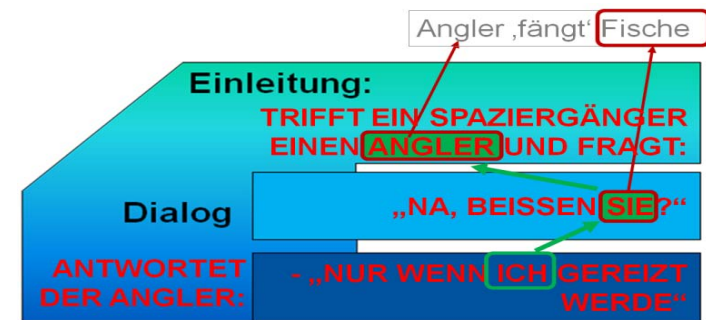 Angler ‚fängt‘ Fische
Einleitung:
TRIFFT EIN SPAZIERGÄNGER
EINEN ANGLER UND FRAGT:
Dialog
„NA, BEISSEN SIE?“
ANTWORTET
DER ANGLER:
- „NUR WENN ICH GEREIZT
WERDE“